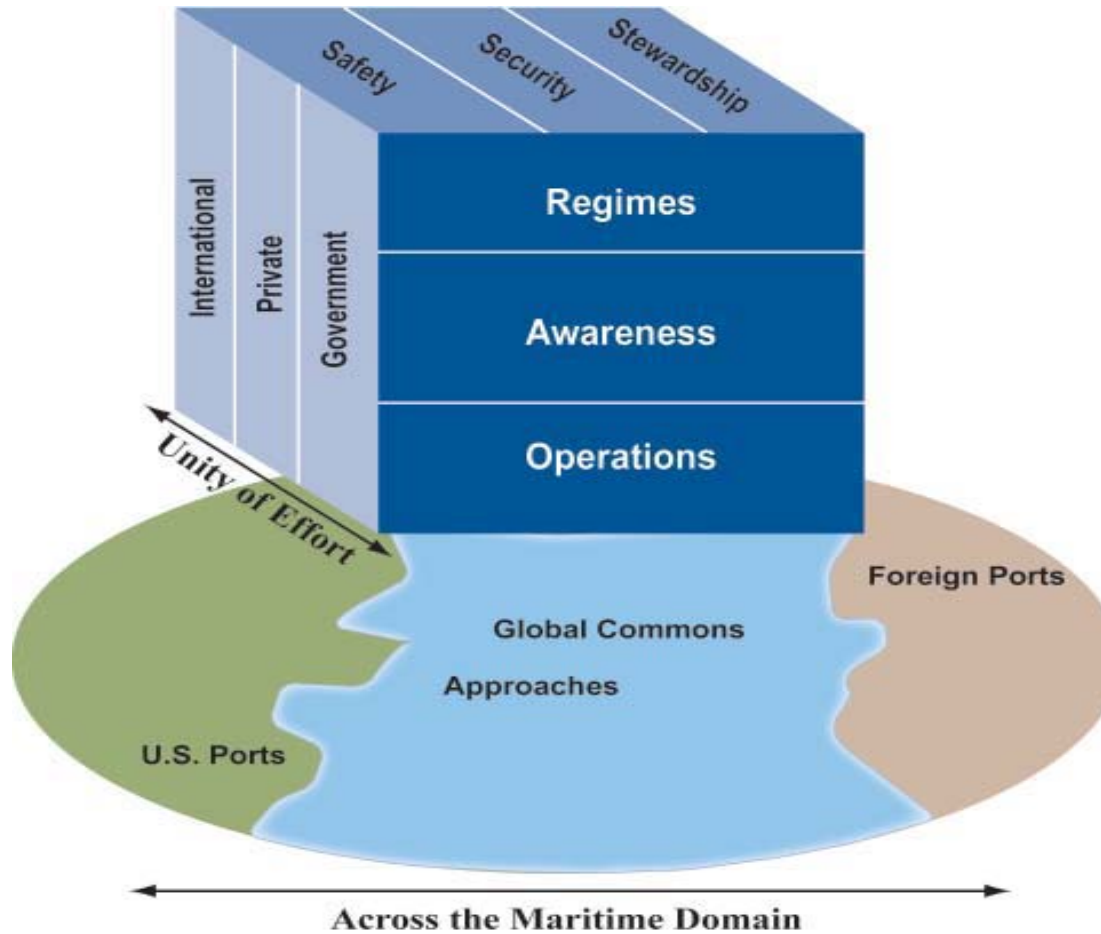 Safety
Security
Stewardship
International
Private
Government
Regimes
Awareness
Operations
Unity of Effort
Foreign Ports
Global Commons
Approaches
U.S. Ports
Across the Maritime Domain